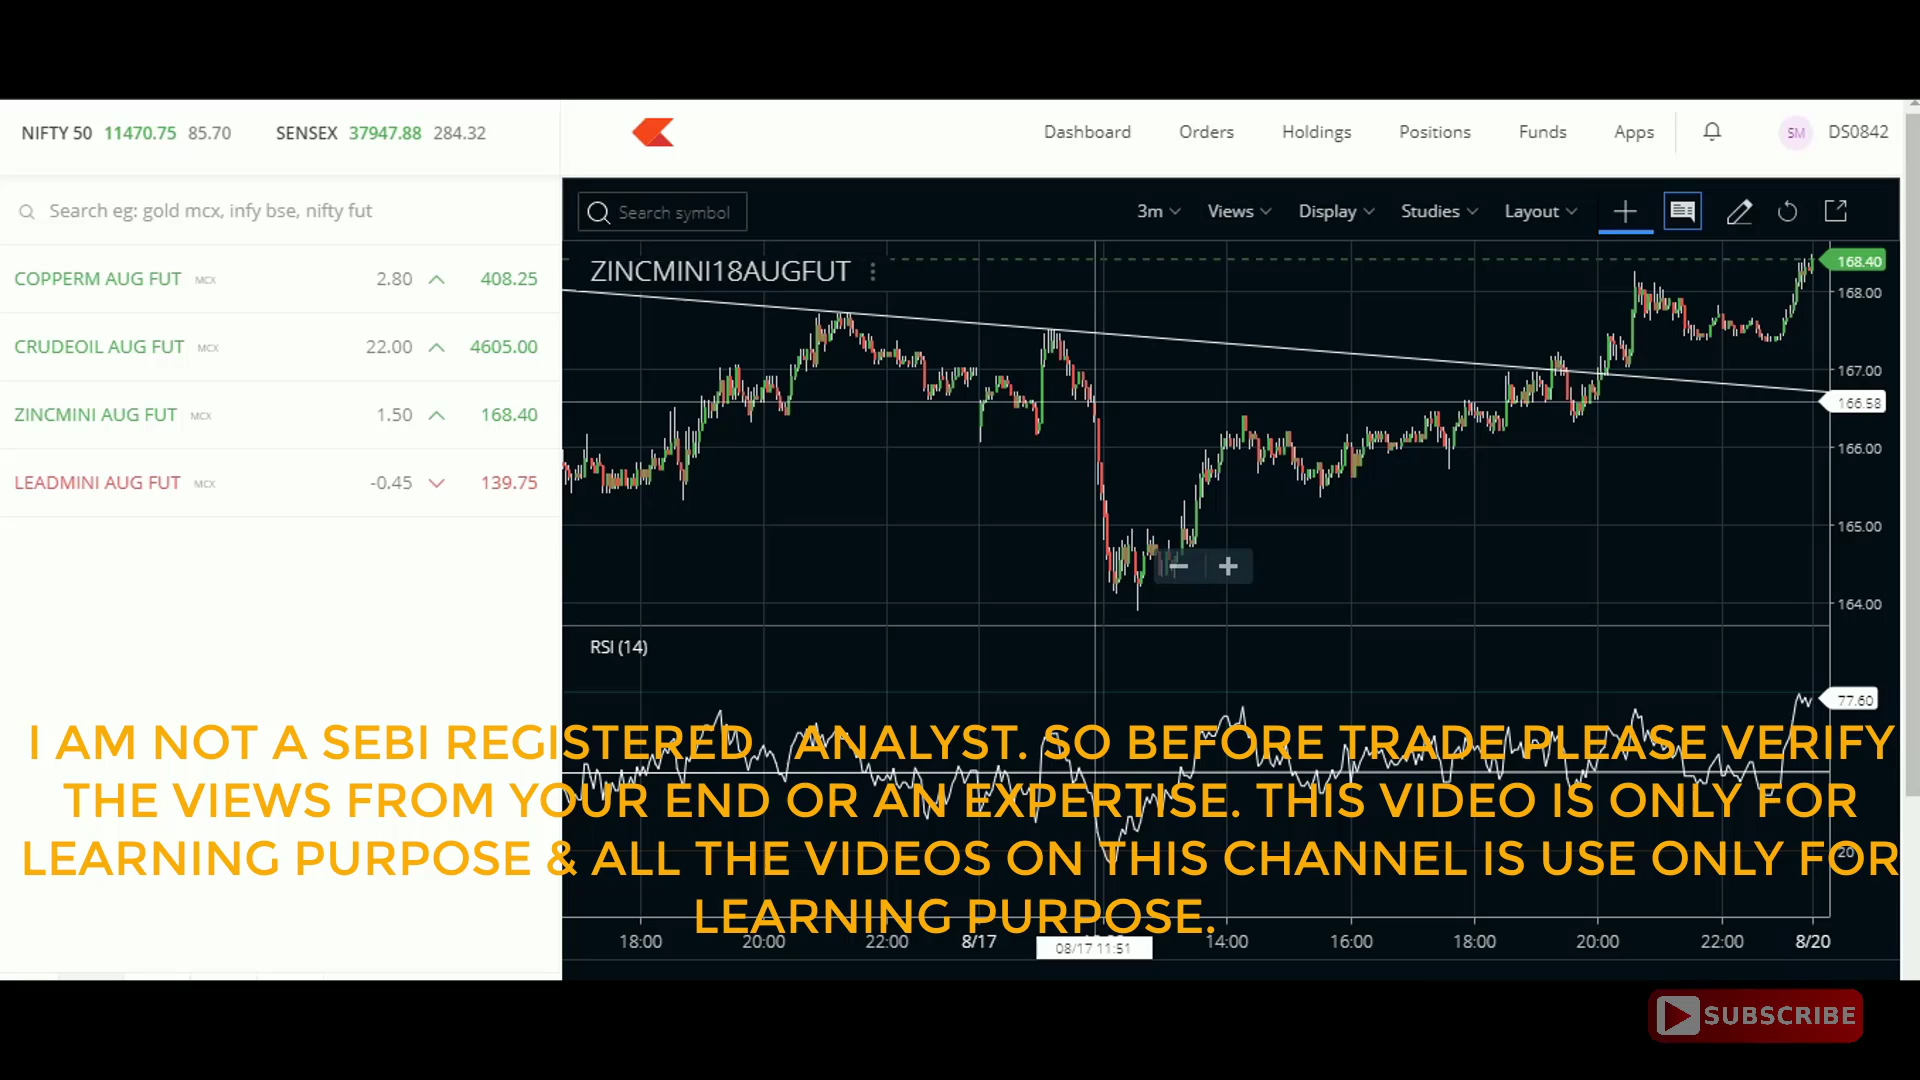 NIFTY 50 11470.75 85.70 SENSEX 37947.88 284.32
Dashboard Orders Holdings Positions Funds Apps SM DS0842
Search eg: gold mcx, infy bse, nifty fut
Search symbol 3m Views Display Studies Layout
COPPERM AUG FUT MCX 2.80 408.25
CRUDEOIL AUG FUT MCX 22.00 4605.00
ZINCMINI AUG FUT MCX 1.50 168.40
LEADMINI AUG FUT MCX -0.45 139.75
ZINCMINI18AUGFUT
168.40
168.00
167.00
166.58
166.00
165.00
164.00
RSI (14)
77.60
I AM NOT A SEBI REGISTERED ANALYST. SO BEFORE TRADE PLEASE VERIFY
THE VIEWS FROM YOUR END OR AN EXPERTISE. THIS VIDEO IS ONLY FOR
LEARNING PURPOSE & ALL THE VIDEOS ON THIS CHANNEL IS USE ONLY FOR
LEARNING PURPOSE.
18:00 20:00 22:00 8/17 14:00 16:00 18:00 20:00 22:00 8/20
08/17 11:51
SUBSCRIBE